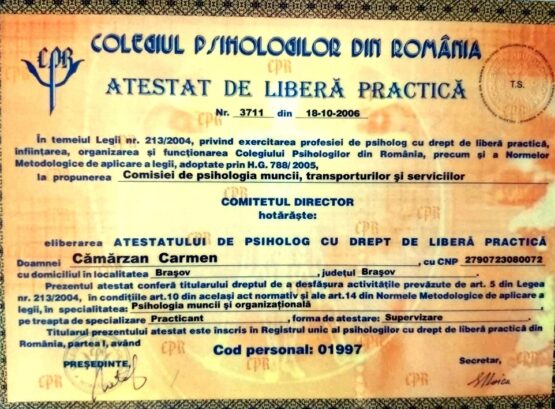 CPR
COLEGIUL PSIHOLOGILOR DIN ROMÂNIA
T.S.
ATESTAT DE LIBERĂ PRACTICĂ
Nr. 3711 din 18-10-2006
În temeiul Legii nr. 213/2004, privind exercitarea profesiei de psiholog cu drept de liberă practică,
înființarea, organizarea și funcționarea Colegiului Psihologilor din România, precum și a Normelor
Metodologice de aplicare a legii, adoptate prin H.G. 788/ 2005,
la propunerea Comisiei de psihologia muncii, transporturilor şi serviciilor
COMITETUL DIRECTOR
hotărăște:
eliberarea ATESTATULUI DE PSIHOLOG CU DREPT DE LIBERĂ PRACTICĂ
Doamnei Cămărzan Carmen , cu CNP 2790723080072
cu domiciliul în localitatea Braşov , județul Braşov .
Prezentul atestat conferă titularului dreptul de a desfășura activitățile prevăzute de art. 5 din Legea
nr. 213/2004, în condițiile art.10 din același act normativ și ale art.14 din Normele Metodologice de aplicare a
legii, în specialitatea: Psihologia muncii şi organizaţională
pe treapta de specializare Practicant , forma de atestare: Supervizare .
Titularul prezentului atestat este înscris în Registrul unic al psihologilor cu drept de liberă practică din
România, partea I, având
Cod personal: 01997
PREȘEDINTE,
Secretar,